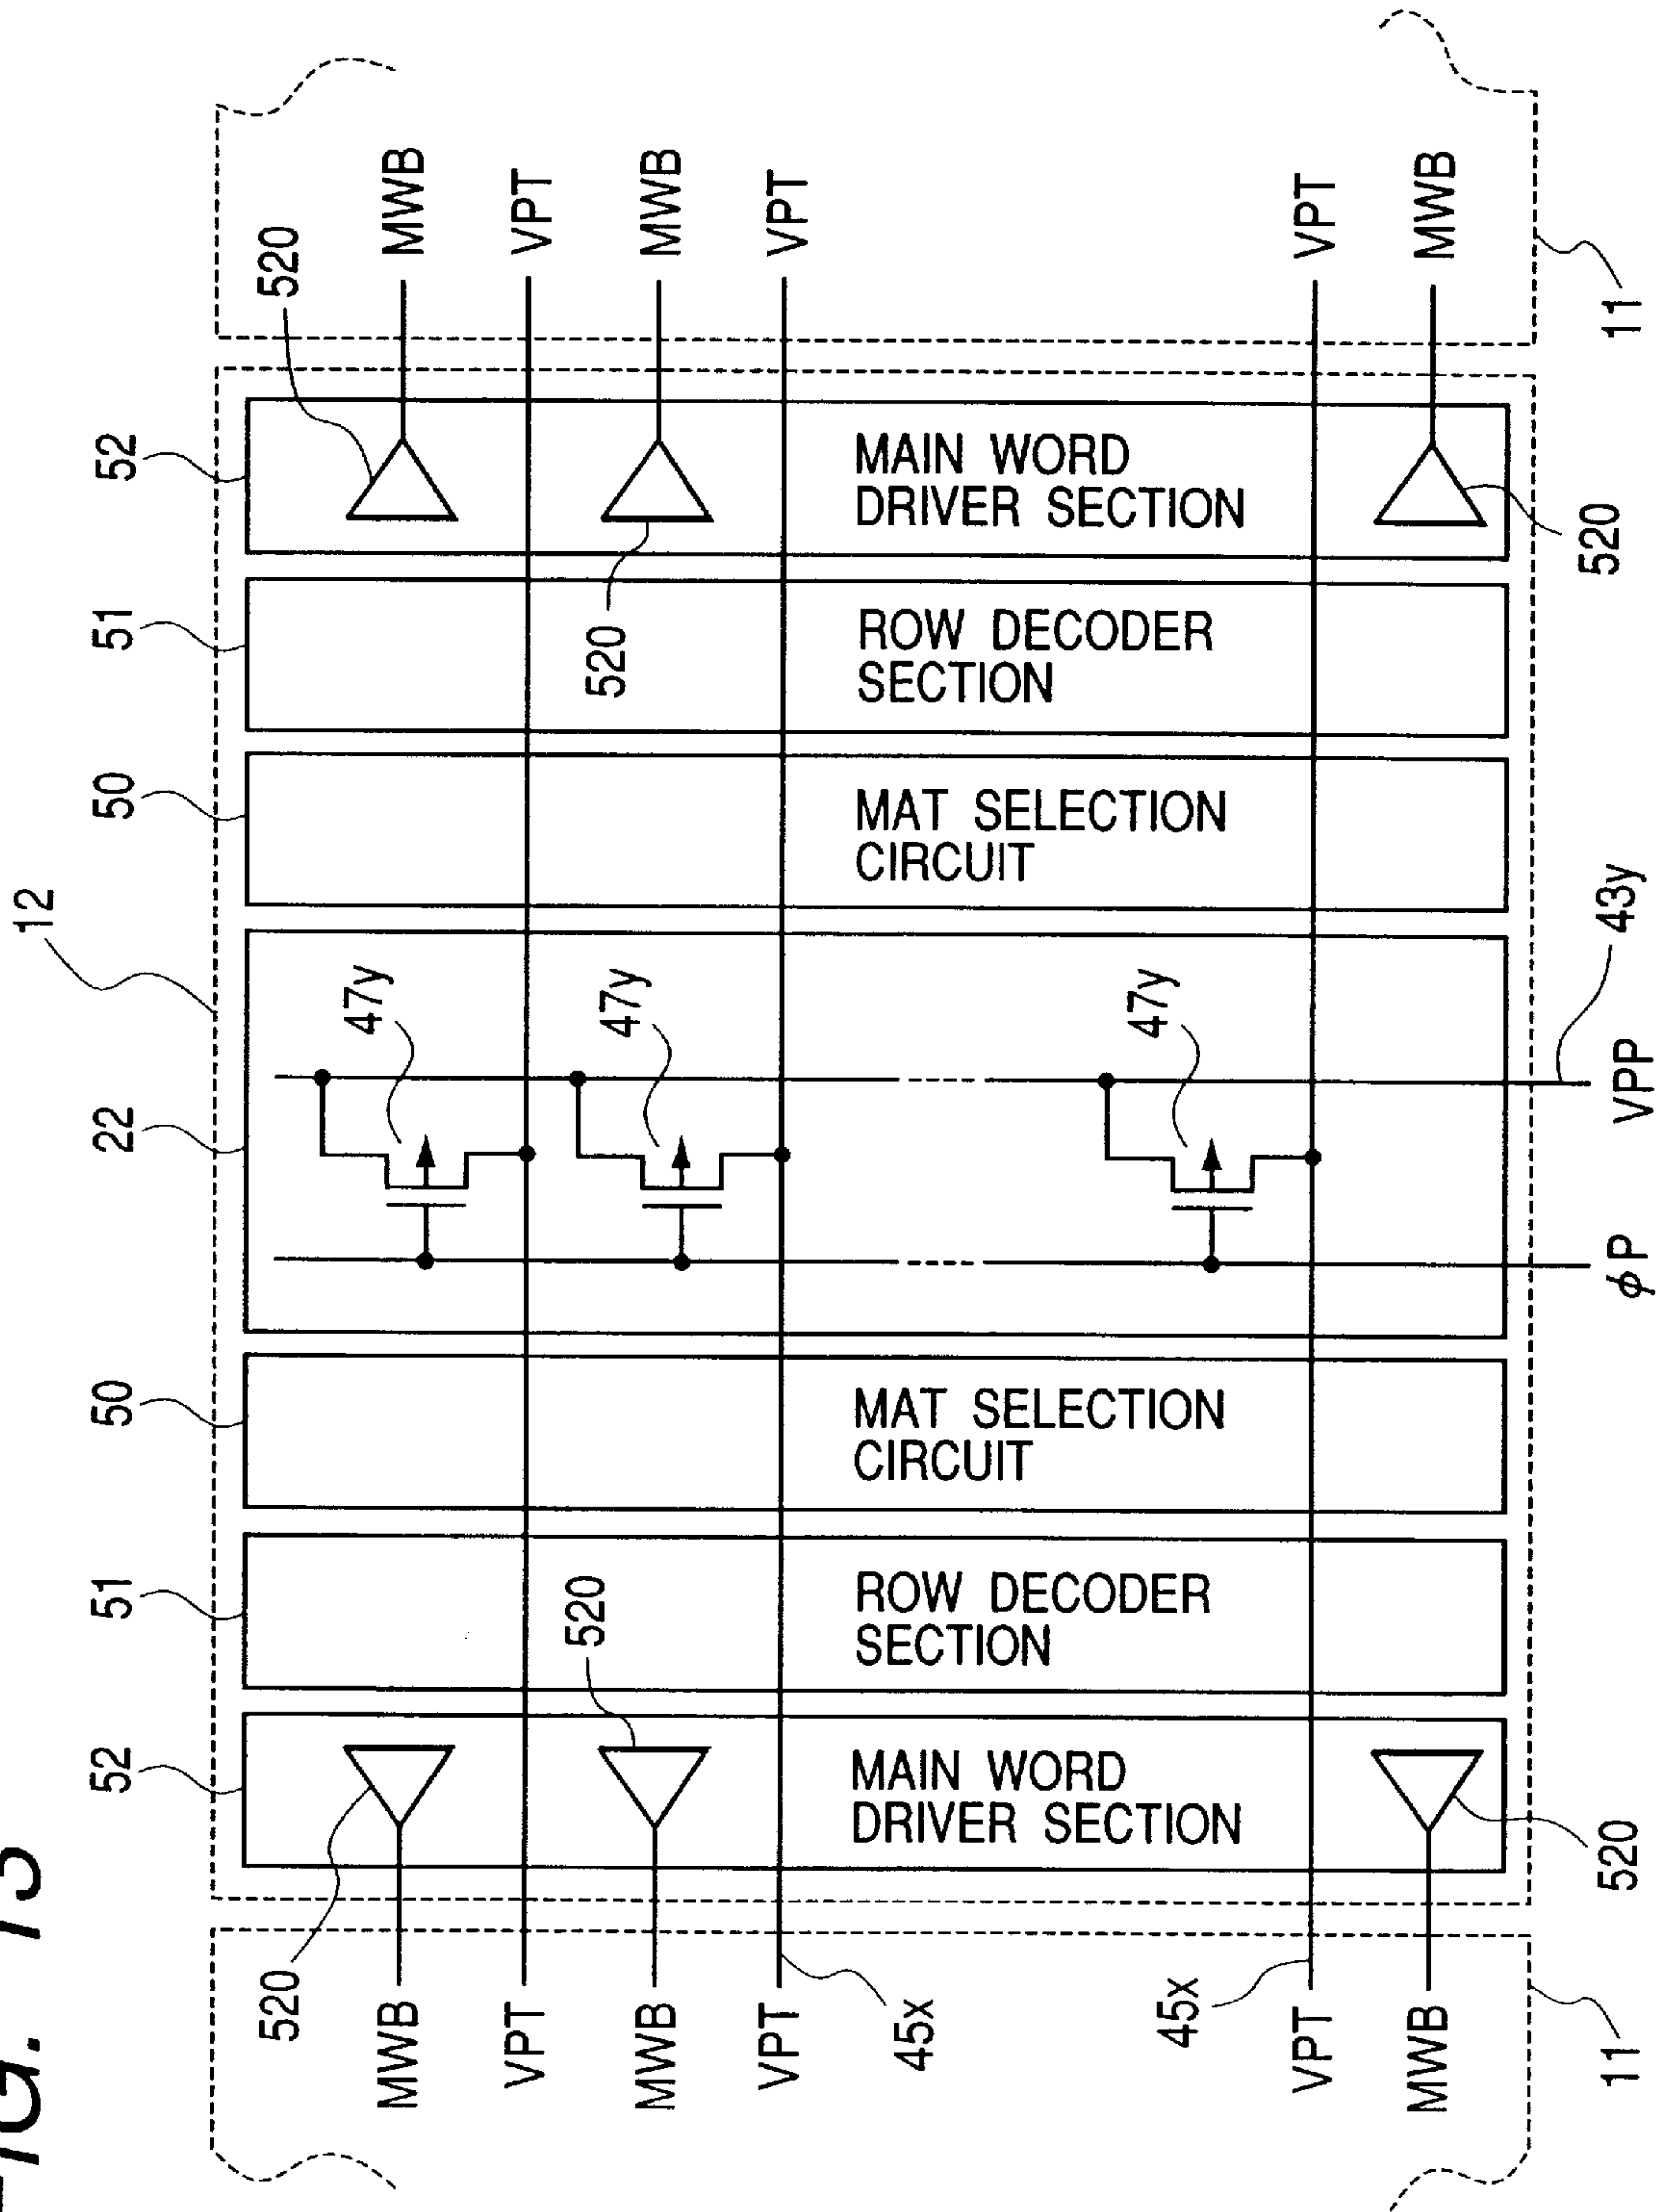 FIG. 13
12
52
51
50
22
50
51
52
520
520
MWB
47y
MWB
VPT
VPT
520
520
MWB
47y
MWB
VPT
VPT
45x
MAIN WORD
DRIVER SECTION
ROW DECODER
SECTION
MAT SELECTION
CIRCUIT
MAT SELECTION
CIRCUIT
ROW DECODER
SECTION
MAIN WORD
DRIVER SECTION
45x
47y
VPT
VPT
MWB
MWB
11
520
φP
VPP
43y
520
11